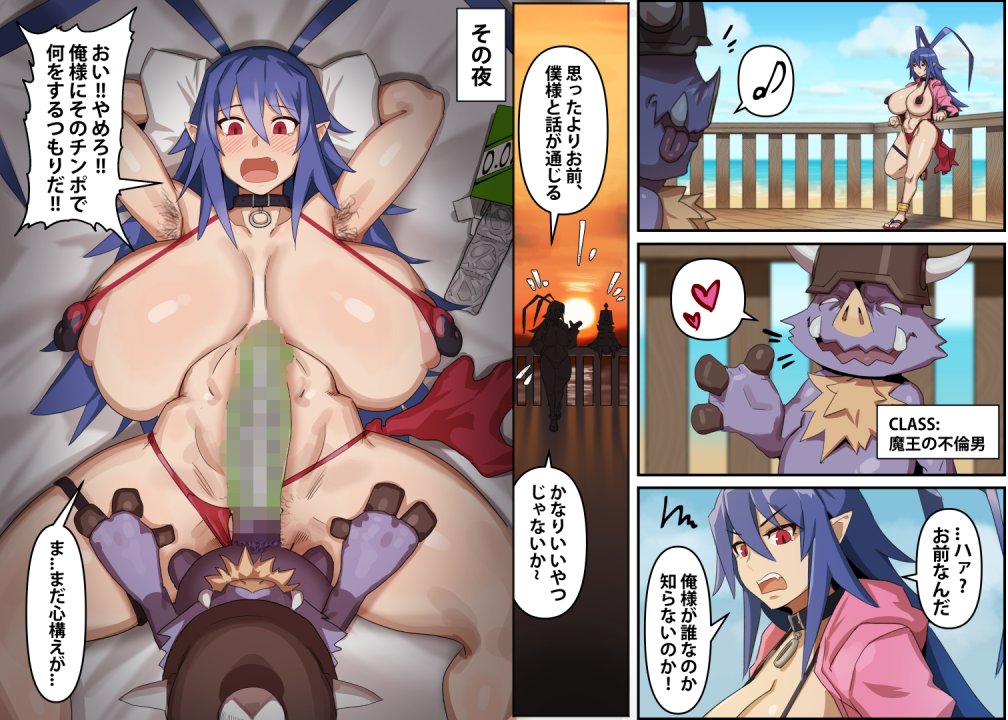 CLASS:
魔王の不倫男
…ハァ?
お前なんだ
俺様が誰なのか
知らないのか!
思ったよりお前、
僕様と話が通じる
かなりいいやつ
じゃないか~
その夜
おい!!やめろ!!
俺様にそのチンポで
何をするつもりだ!!
0.0
ま…まだ心構えが…